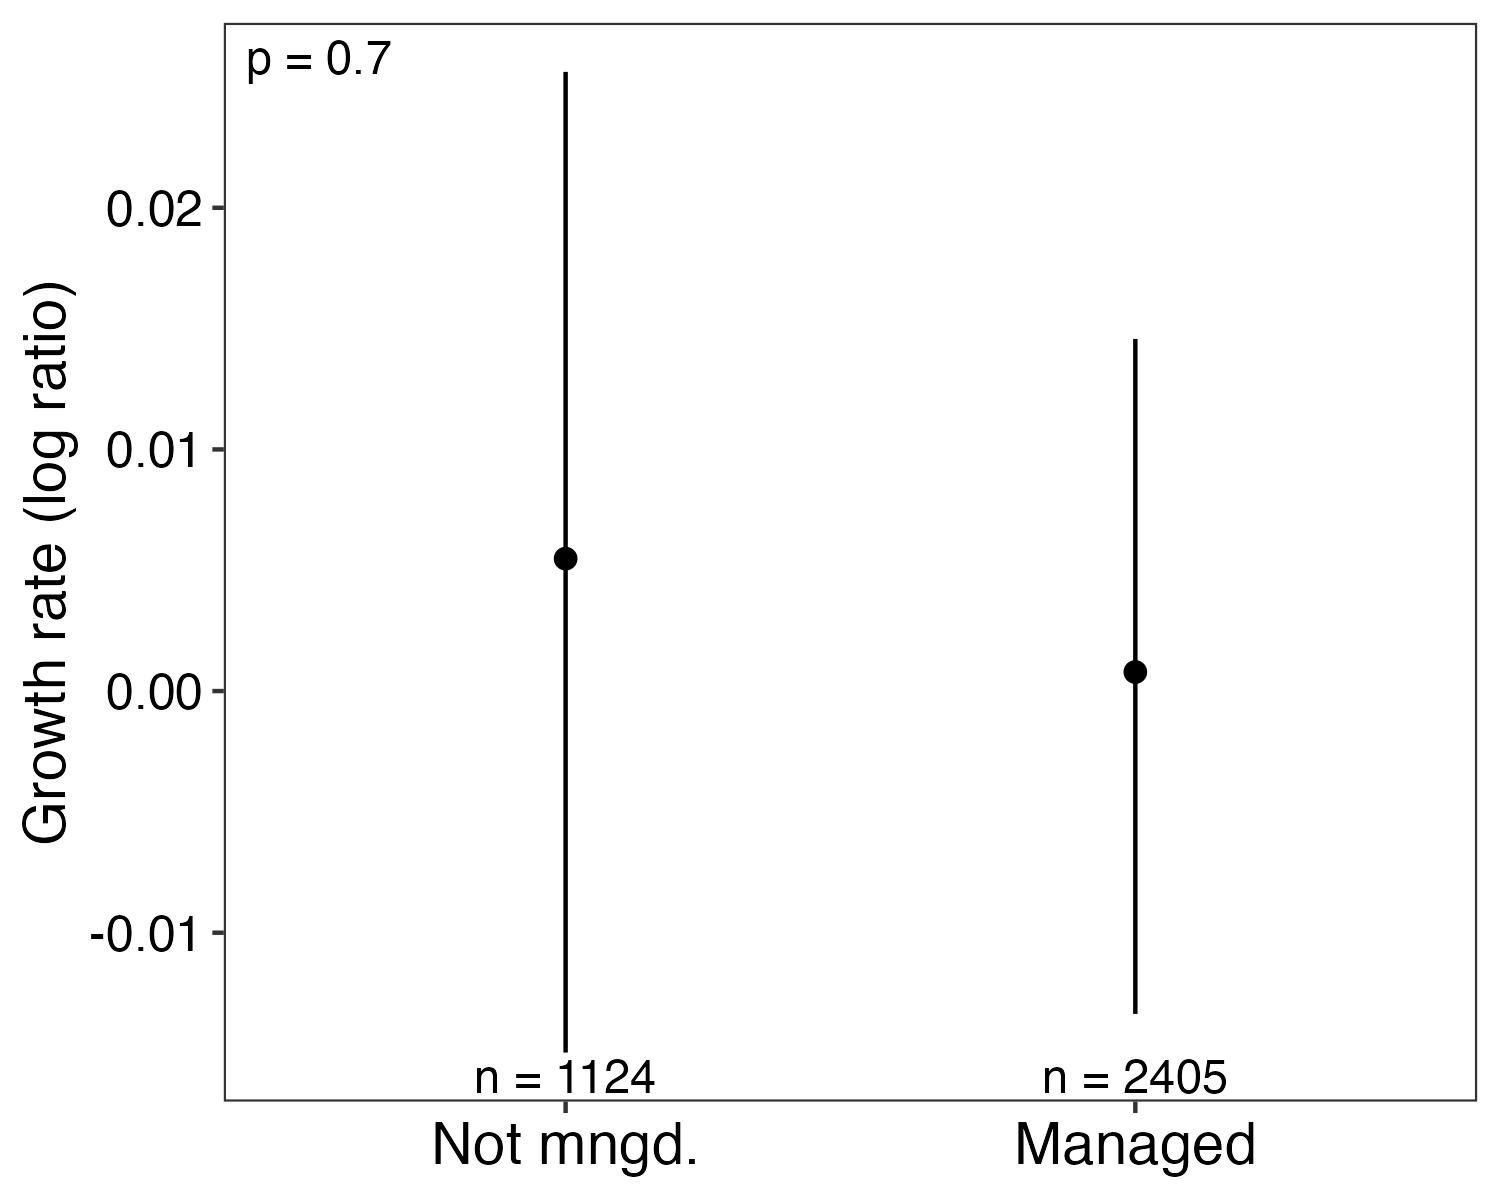 p = 0.7
0.02
0.01
0.00
-0.01
Growth rate (log ratio)
n = 1124
n = 2405
Not mngd.
Managed